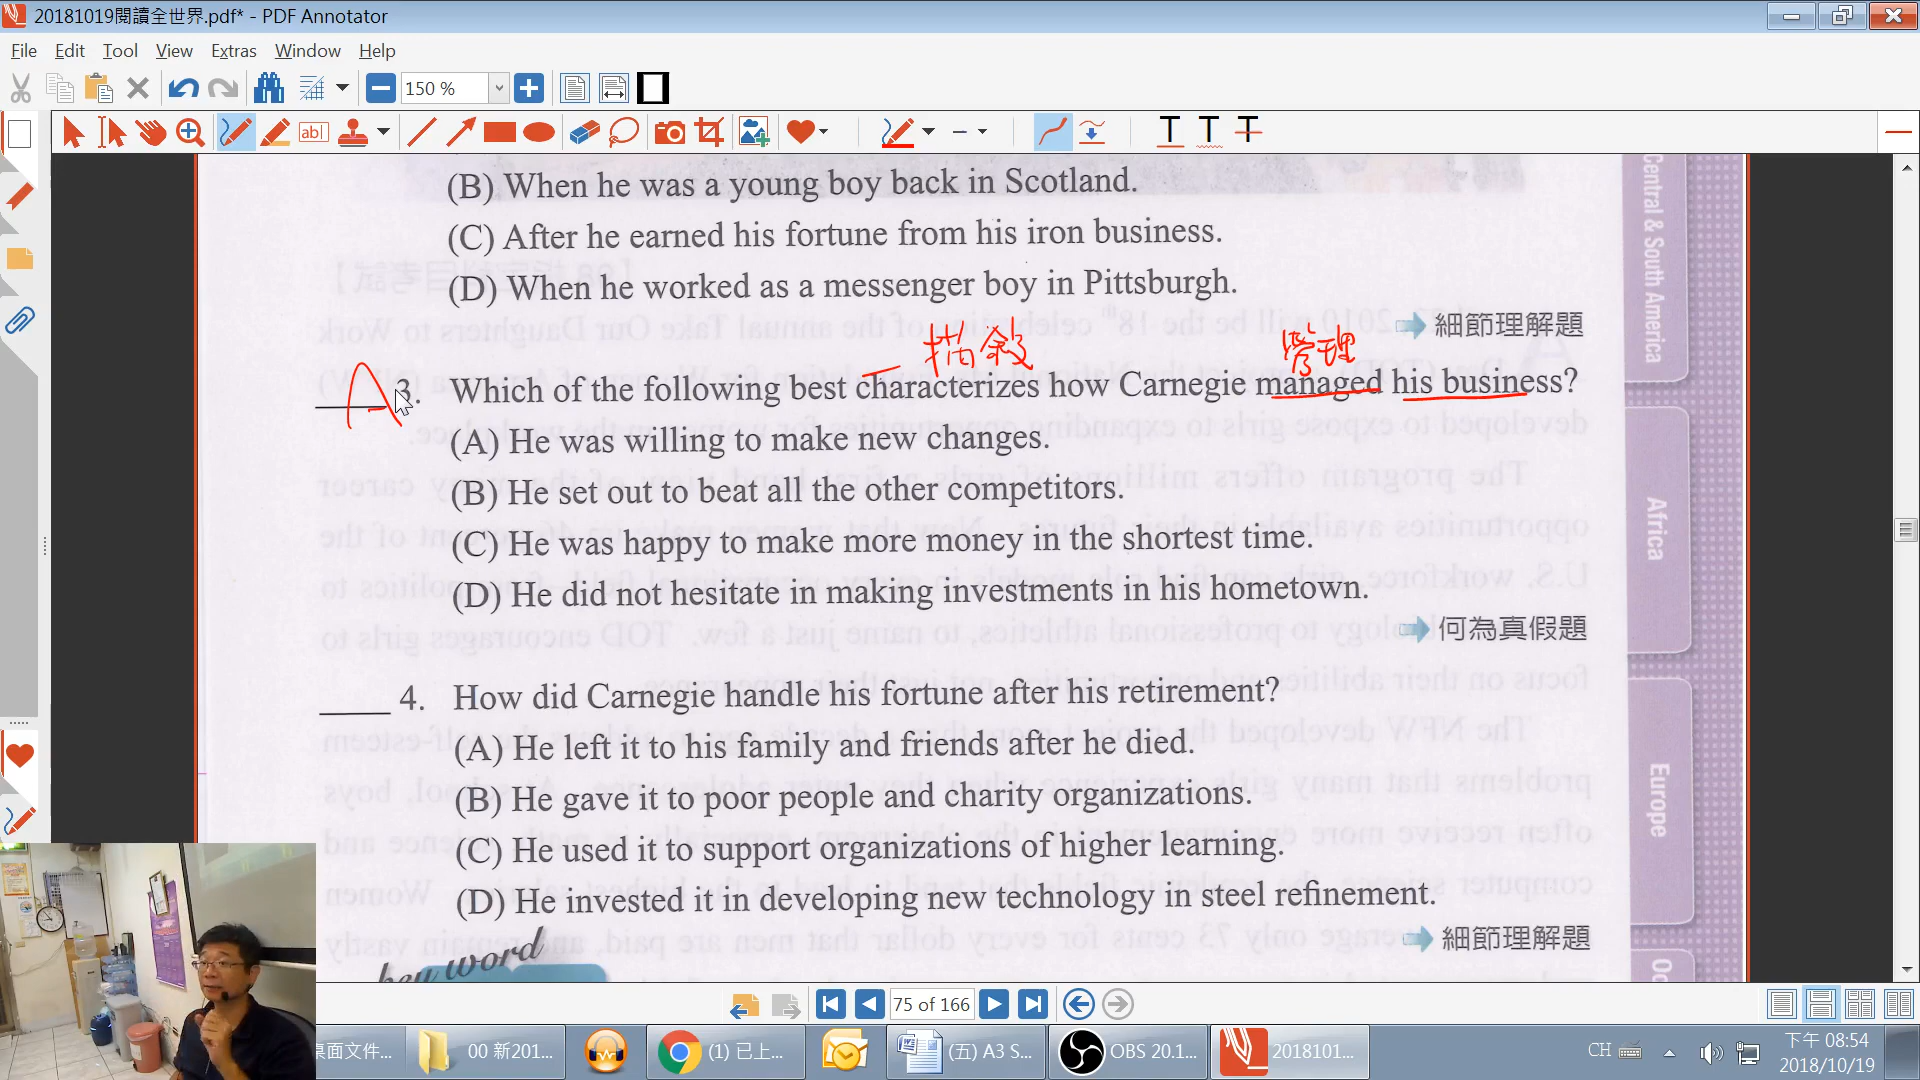 20181019閱讀全世界.pdf* - PDF Annotator
File Edit Tool View Extras Window Help
150 %
(B) When he was a young boy back in Scotland.
(C) After he earned his fortune from his iron business.
(D) When he worked as a messenger boy in Pittsburgh.
細節理解題
描敘 管理
A 3. Which of the following best characterizes how Carnegie managed his business?
(A) He was willing to make new changes.
(B) He set out to beat all the other competitors.
(C) He was happy to make more money in the shortest time.
(D) He did not hesitate in making investments in his hometown.
何為真假題
4. How did Carnegie handle his fortune after his retirement?
(A) He left it to his family and friends after he died.
(B) He gave it to poor people and charity organizations.
(C) He used it to support organizations of higher learning.
(D) He invested it in developing new technology in steel refinement.
細節理解題
key word
Central & South America
Africa
Europe
Oc
75 of 166
桌面文件... 00 新201... (1) 已上... (五) A3 S... OBS 20.1... 2018101...
CH
下午 08:54
2018/10/19